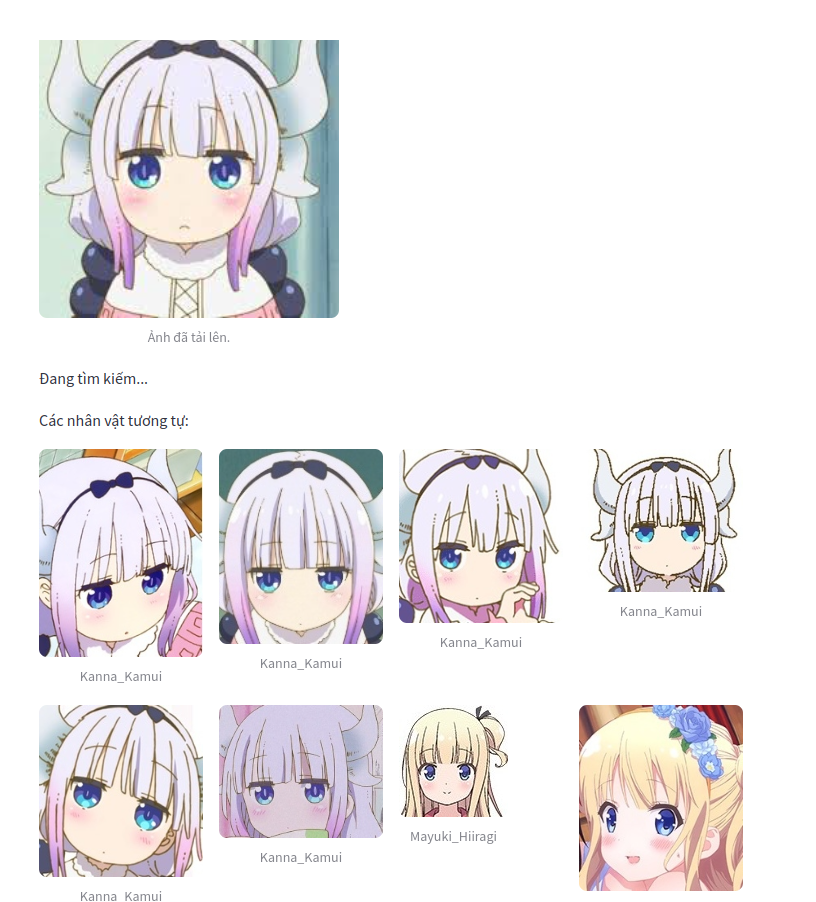 Ảnh đã tải lên.
Đang tìm kiếm...
Các nhân vật tương tự:
Kanna_Kamui
Kanna_Kamui
Kanna_Kamui
Kanna_Kamui
Kanna_Kamui
Kanna_Kamui
Mayuki_Hiiragi